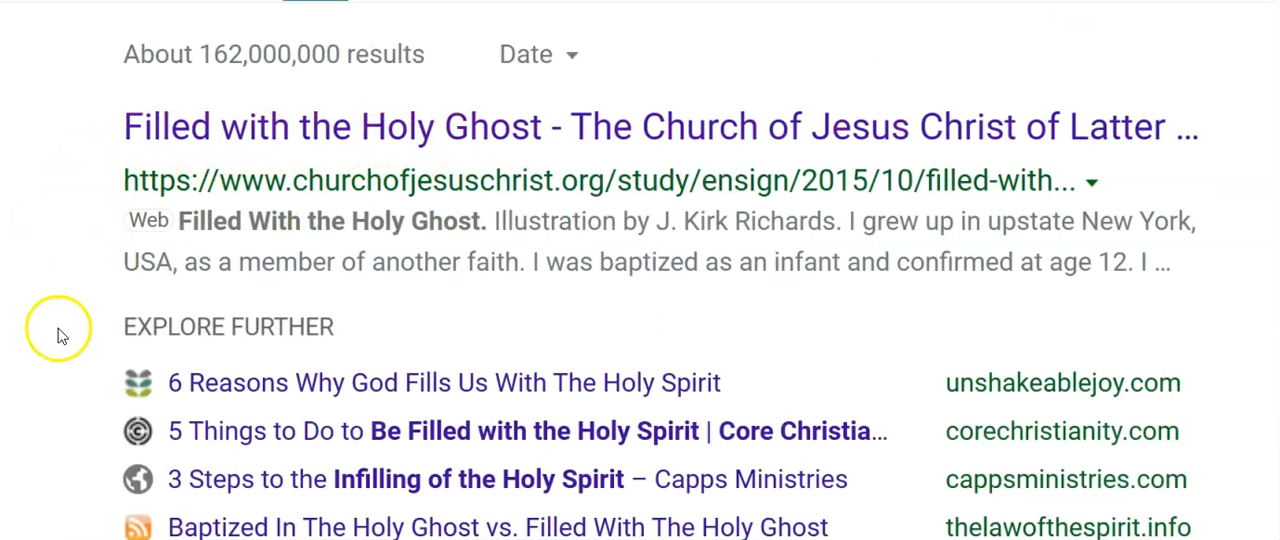 About 162,000,000 results Date
Filled with the Holy Ghost - The Church of Jesus Christ of Latter ...
https://www.churchofjesuschrist.org/study/ensign/2015/10/filled-with...
Web Filled With the Holy Ghost. Illustration by J. Kirk Richards. I grew up in upstate New York,
USA, as a member of another faith. I was baptized as an infant and confirmed at age 12. I ...
EXPLORE FURTHER
6 Reasons Why God Fills Us With The Holy Spirit unshakeablejoy.com
5 Things to Do to Be Filled with the Holy Spirit | Core Christia... corechristianity.com
3 Steps to the Infilling of the Holy Spirit – Capps Ministries cappsministries.com
Baptized In The Holy Ghost vs. Filled With The Holy Ghost thelawofthespirit.info